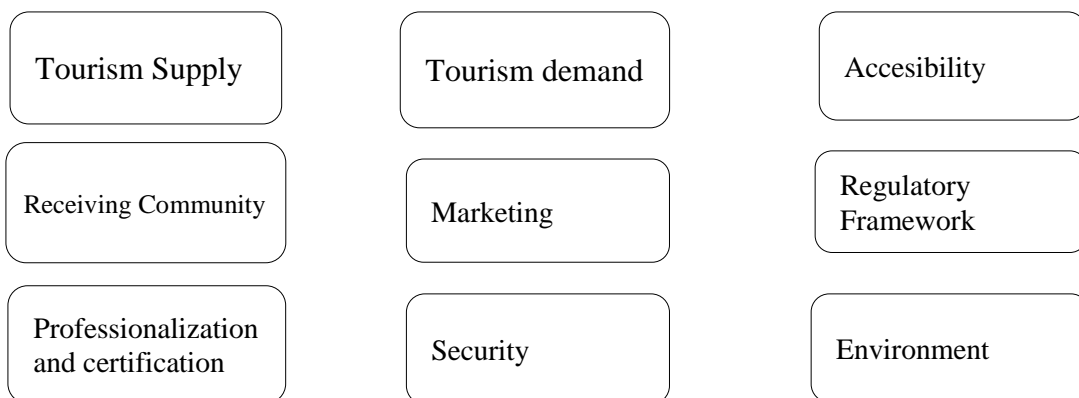 Tourism Supply
Tourism demand
Accesibility
Receiving Community
Marketing
Regulatory
Framework
Professionalization
and certification
Security
Environment